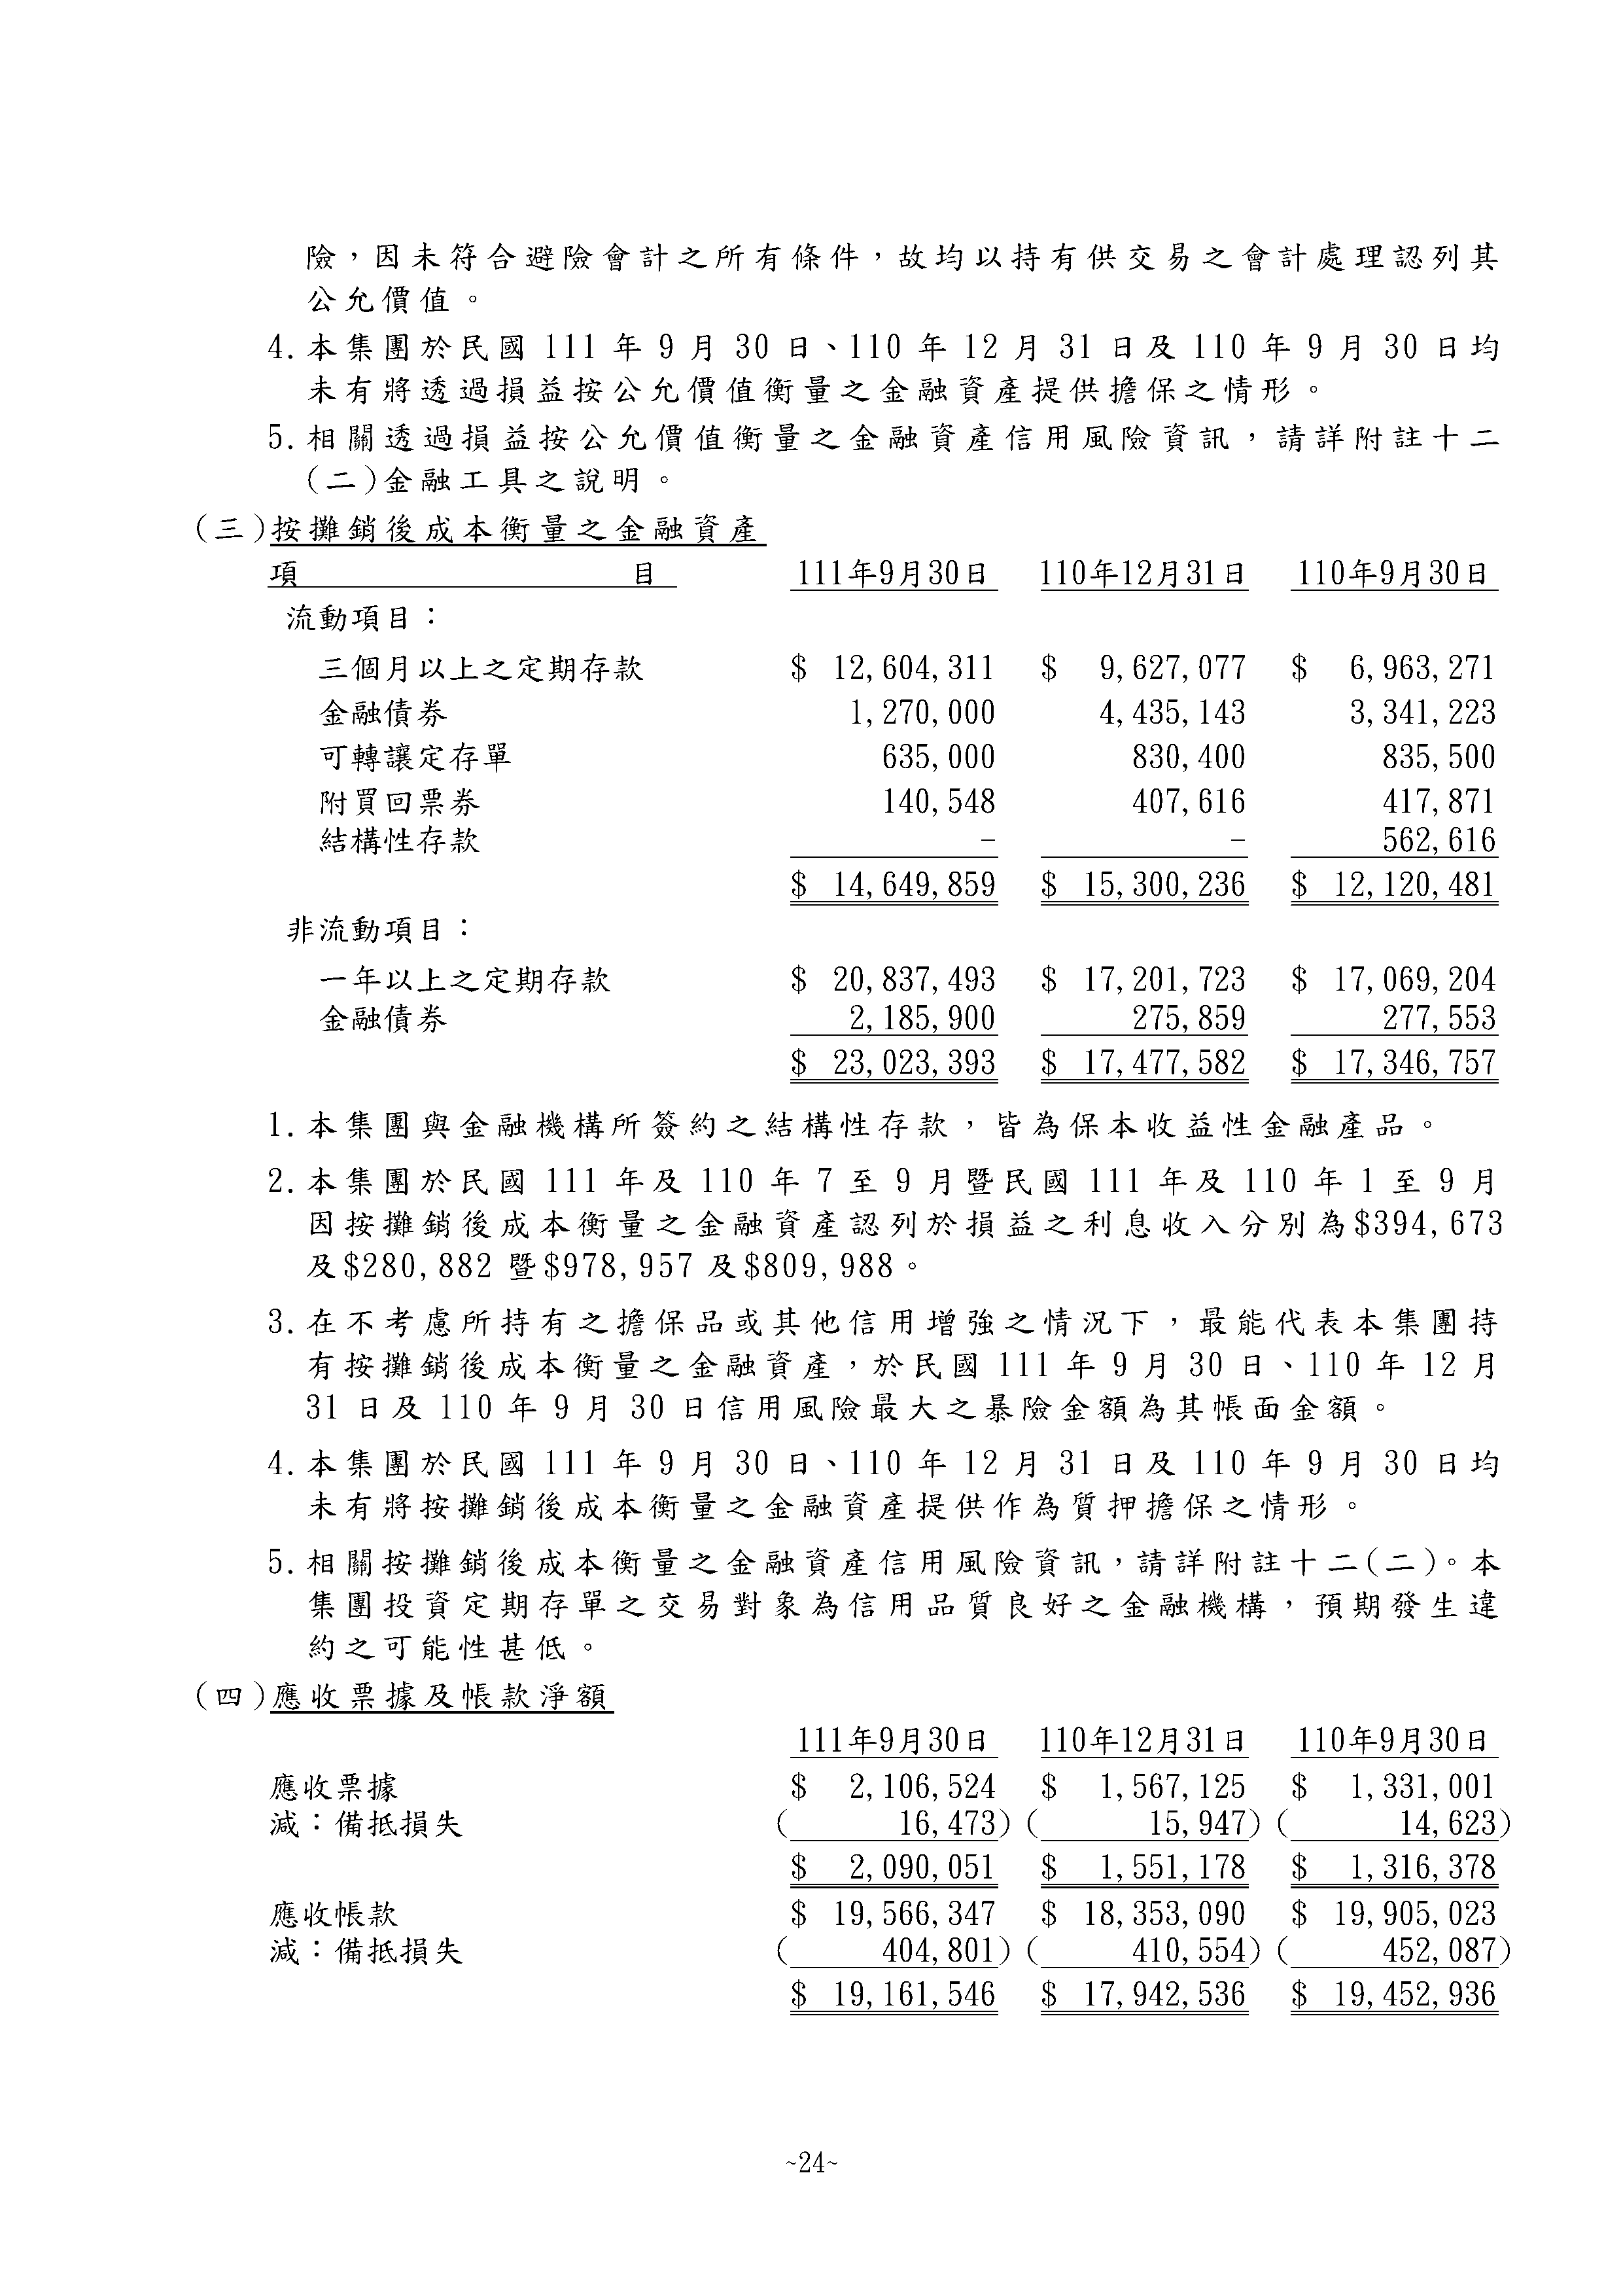 險，因未符合避險會計之所有條件，故均以持有供交易之會計處理認列其
公允價值。
4.本集團於民國 111 年 9 月 30 日、110 年 12 月 31 日及 110 年 9 月 30 日均
未有將透過損益按公允價值衡量之金融資產提供擔保之情形。
5.相關透過損益按公允價值衡量之金融資產信用風險資訊，請詳附註十二
(二)金融工具之說明。
(三)按攤銷後成本衡量之金融資產
項 目 111年9月30日 110年12月31日 110年9月30日
流動項目：
三個月以上之定期存款 $ 12,604,311 $ 9,627,077 $ 6,963,271
金融債券 1,270,000 4,435,143 3,341,223
可轉讓定存單 635,000 830,400 835,500
附買回票券 140,548 407,616 417,871
結構性存款 - - 562,616
$ 14,649,859 $ 15,300,236 $ 12,120,481
非流動項目：
一年以上之定期存款 $ 20,837,493 $ 17,201,723 $ 17,069,204
金融債券 2,185,900 275,859 277,553
$ 23,023,393 $ 17,477,582 $ 17,346,757
1.本集團與金融機構所簽約之結構性存款，皆為保本收益性金融產品。
2.本集團於民國 111 年及 110 年 7 至 9 月暨民國 111 年及 110 年 1 至 9 月
因按攤銷後成本衡量之金融資產認列於損益之利息收入分別為$394,673
及$280,882 暨$978,957 及$809,988。
3.在不考慮所持有之擔保品或其他信用增強之情況下，最能代表本集團持
有按攤銷後成本衡量之金融資產，於民國 111 年 9 月 30 日、110 年 12 月
31 日及 110 年 9 月 30 日信用風險最大之暴險金額為其帳面金額。
4.本集團於民國 111 年 9 月 30 日、110 年 12 月 31 日及 110 年 9 月 30 日均
未有將按攤銷後成本衡量之金融資產提供作為質押擔保之情形。
5.相關按攤銷後成本衡量之金融資產信用風險資訊，請詳附註十二(二)。本
集團投資定期存單之交易對象為信用品質良好之金融機構，預期發生違
約之可能性甚低。
(四)應收票據及帳款淨額
111年9月30日 110年12月31日 110年9月30日
應收票據 $ 2,106,524 $ 1,567,125 $ 1,331,001
減：備抵損失 ( 16,473) ( 15,947) ( 14,623)
$ 2,090,051 $ 1,551,178 $ 1,316,378
應收帳款 $ 19,566,347 $ 18,353,090 $ 19,905,023
減：備抵損失 ( 404,801) ( 410,554) ( 452,087)
$ 19,161,546 $ 17,942,536 $ 19,452,936
~24~